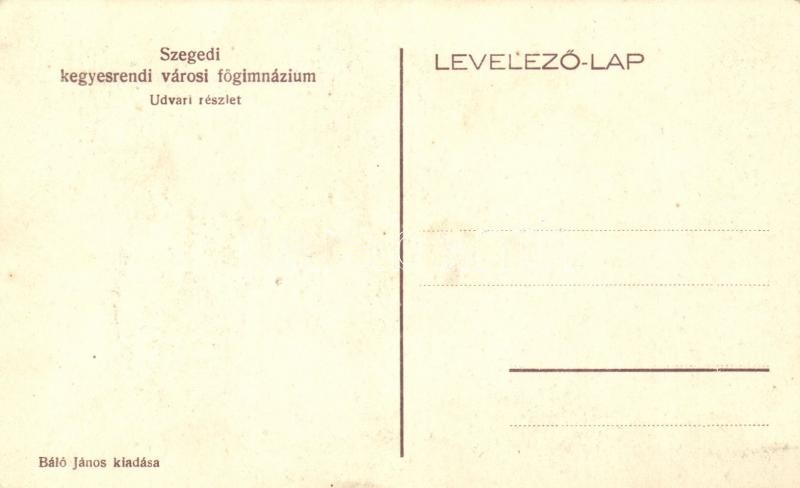 Szegedi
kegyesrendi városi főgimnázium
Udvari részlet
LEVELEZŐ-LAP
Báló János kiadása